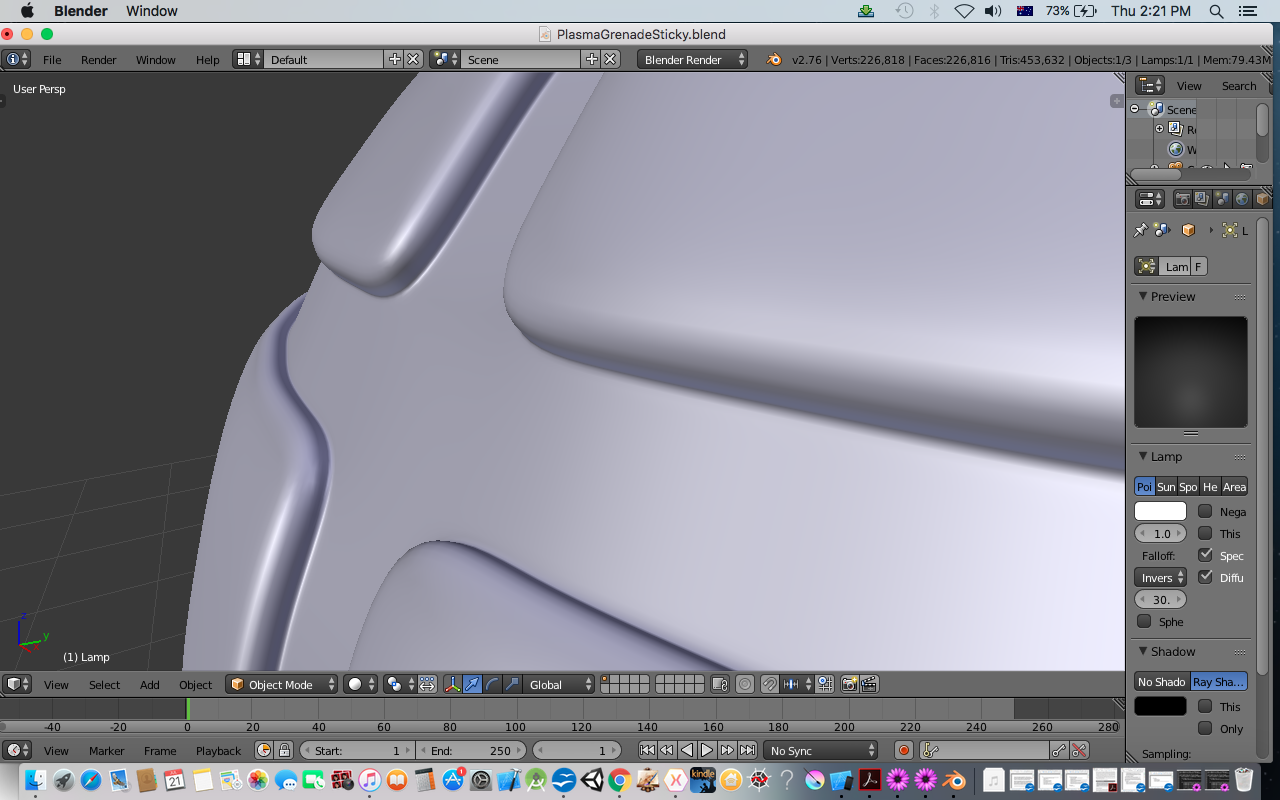 Blender Window 73% Thu 2:21 PM
PlasmaGrenadeSticky.blend
File Render Window Help Default Scene Blender Render v2.76 | Verts:226,818 | Faces:226,816 | Tris:453,632 | Objects:1/3 | Lamps:1/1 | Mem:79.43M
User Persp
View Search
Scene
R
W
L
Lam F
Preview
Lamp
Poi Sun Spo He Area
Nega
1.0 This
Falloff: Spec
Invers Diffu
30.
Sphe
Shadow
No Shado Ray Sha...
This
Only
Sampling:
z
y
x
(1) Lamp
View Select Add Object Object Mode Global
-40 -20 0 20 40 60 80 100 120 140 160 180 200 220 240 260 280
View Marker Frame Playback Start: 1 End: 250 1 No Sync
21
kindle